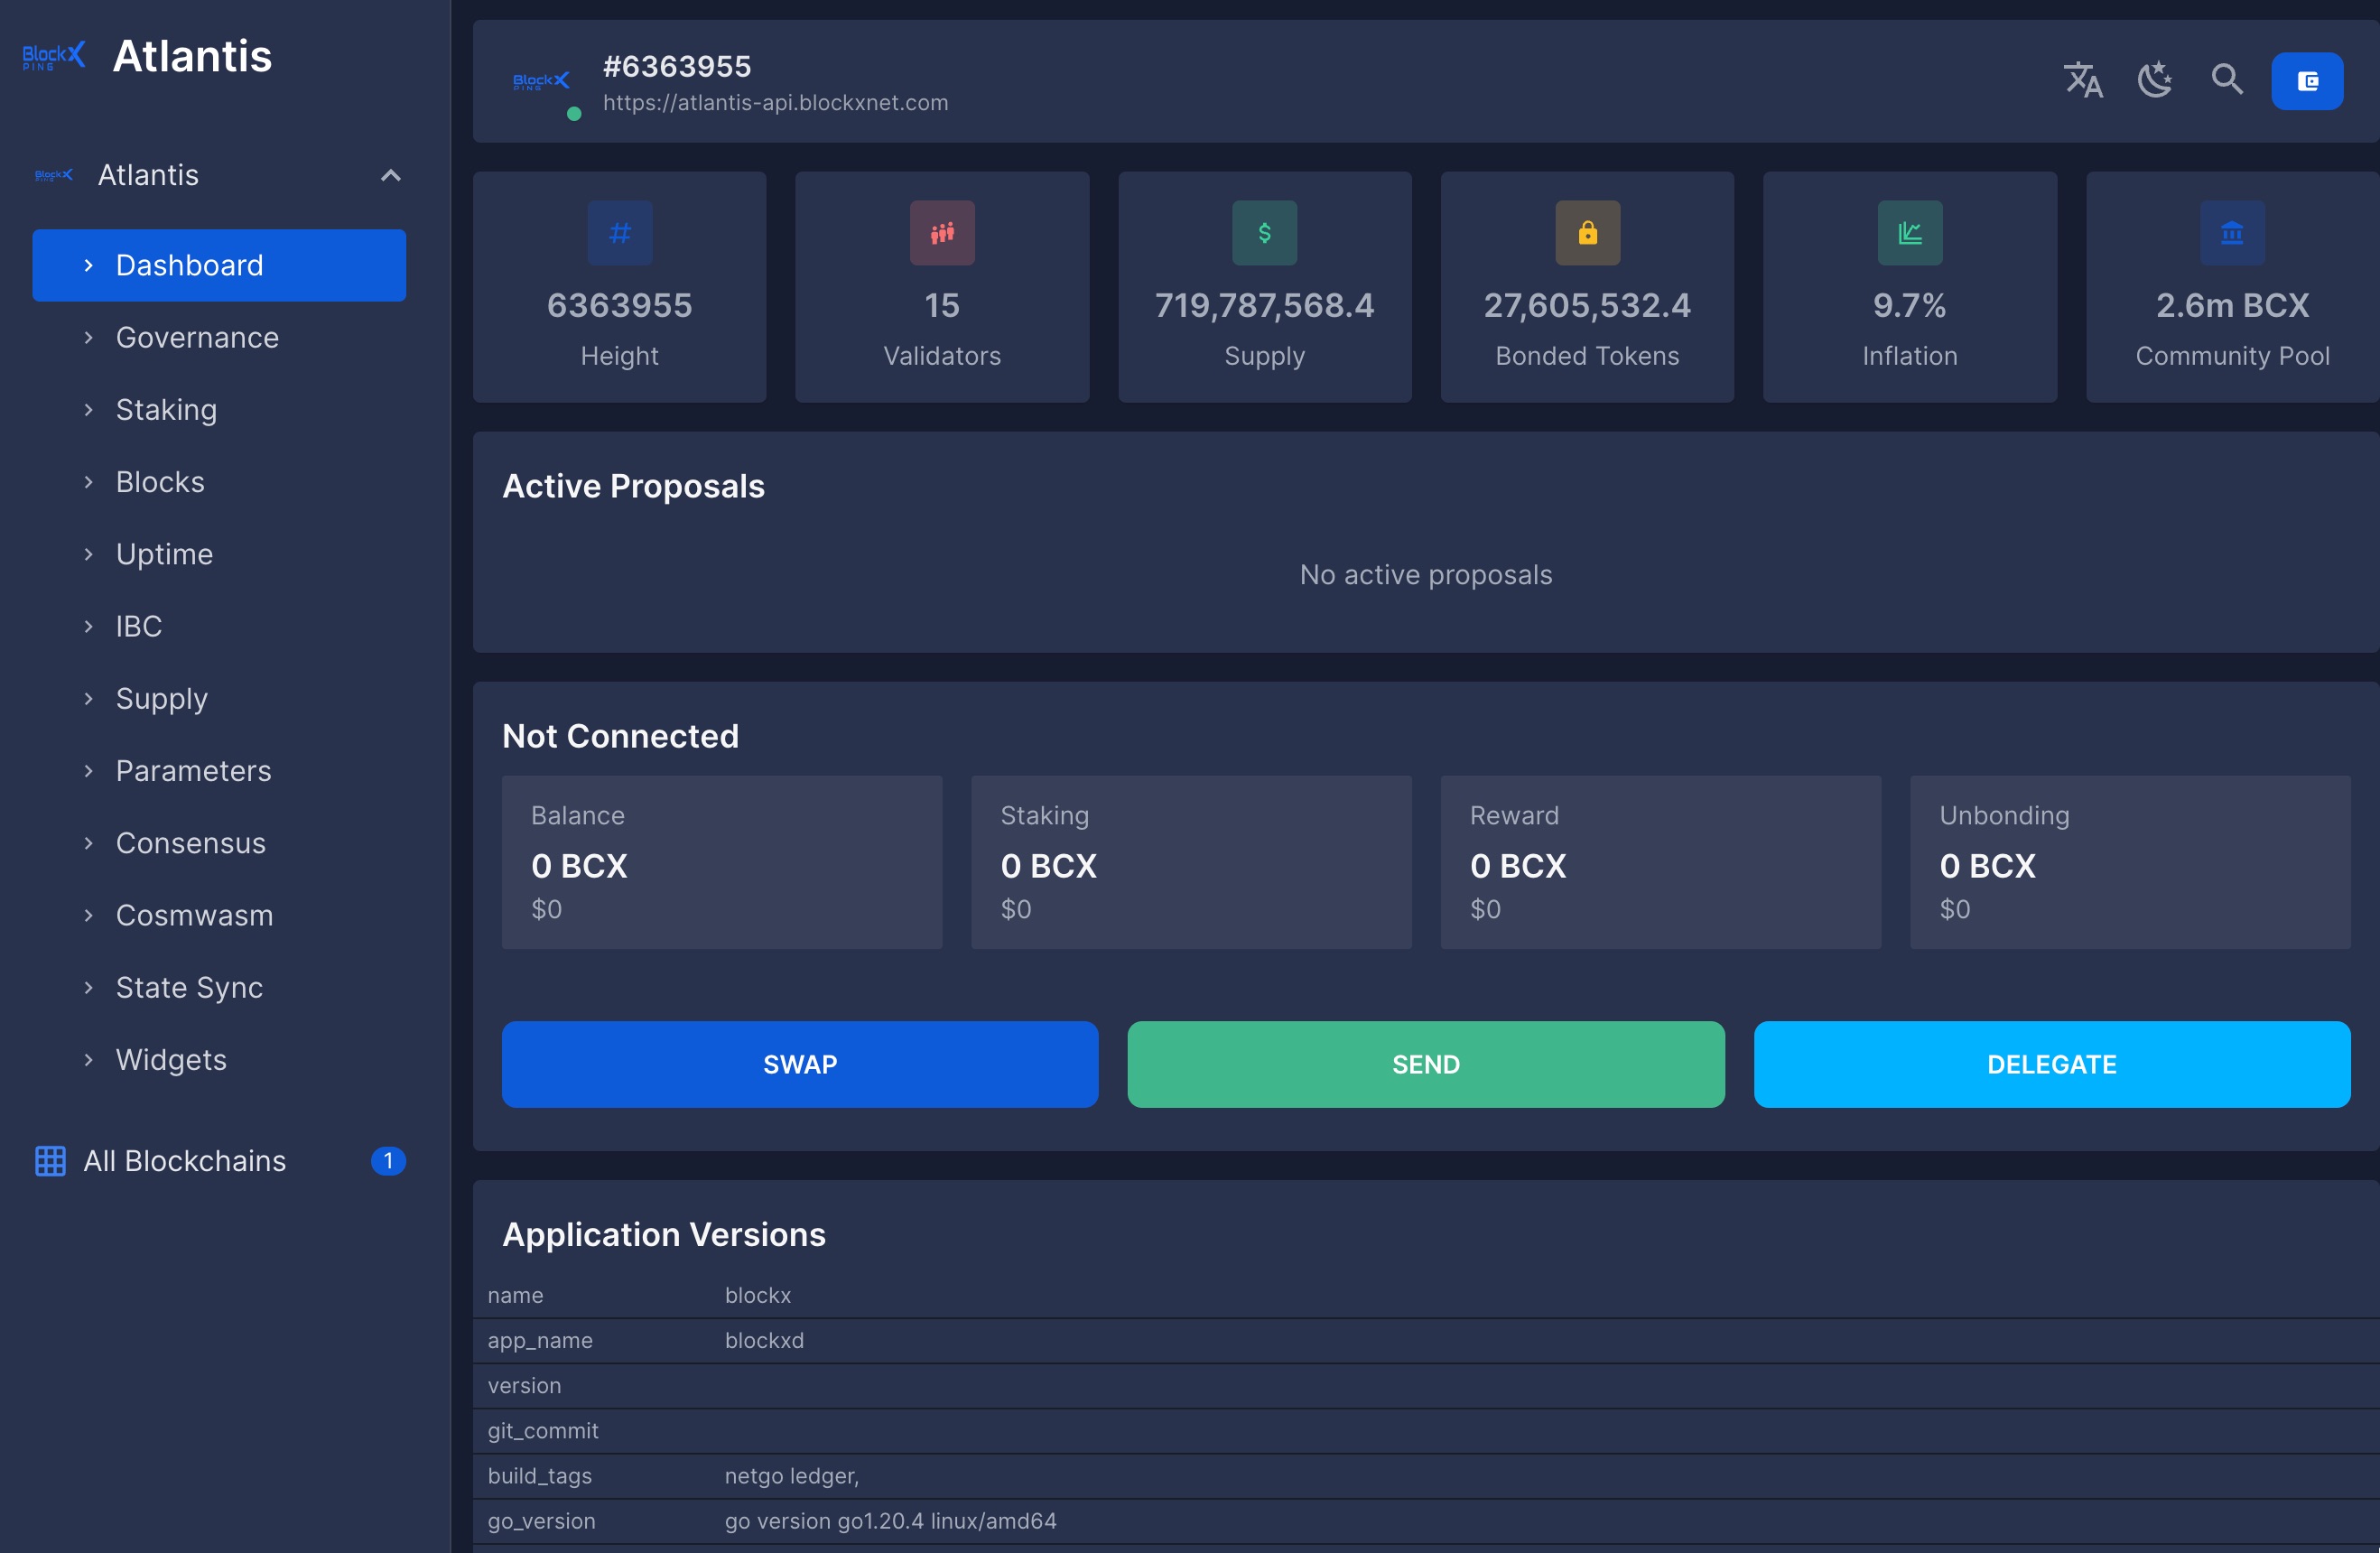 BlockX PING Atlantis
BlockX PING Atlantis
Dashboard
Governance
Staking
Blocks
Uptime
IBC
Supply
Parameters
Consensus
Cosmwasm
State Sync
Widgets
All Blockchains 1
BlockX PING
#6363955
https://atlantis-api.blockxnet.com
6363955
Height
15
Validators
719,787,568.4
Supply
27,605,532.4
Bonded Tokens
9.7%
Inflation
2.6m BCX
Community Pool
Active Proposals
No active proposals
Not Connected
Balance
0 BCX
$0
Staking
0 BCX
$0
Reward
0 BCX
$0
Unbonding
0 BCX
$0
SWAP
SEND
DELEGATE
Application Versions
name blockx
app_name blockxd
version
git_commit
build_tags netgo ledger,
go_version go version go1.20.4 linux/amd64